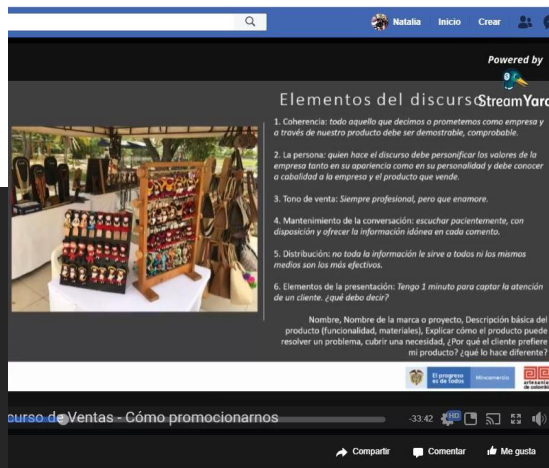 Natalia Inicio Crear
Powered by
StreamYard
Elementos del discurso
1. Coherencia: todo aquello que decimos o prometemos como empresa y
a través de nuestro producto debe ser demostrable, comprobable.
2. La persona: quien hace el discurso debe personificar los valores de la
empresa tanto en su apariencia como en su personalidad y debe conocer
a cabalidad a la empresa y el producto que vende.
3. Tono de venta: Siempre profesional, pero que enamore.
4. Mantenimiento de la conversación: escuchar pacientemente, con
disposición y ofrecer la información idónea en cada comento.
5. Distribución: no toda la información le sirve a todos ni los mismos
medios son los más efectivos.
6. Elementos de la presentación: Tengo 1 minuto para captar la atención
de un cliente. ¿qué debo decir?
Nombre, Nombre de la marca o proyecto, Descripción básica del
producto (funcionalidad, materiales), Explicar cómo el producto puede
resolver un problema, cubrir una necesidad, ¿Por qué el cliente prefiere
mi producto? ¿qué lo hace diferente?
El progreso
es de todos
Mincomercio
artesanías
de colombia
curso de Ventas - Cómo promocionarnos
-33:42
HD
Compartir Comentar Me gusta